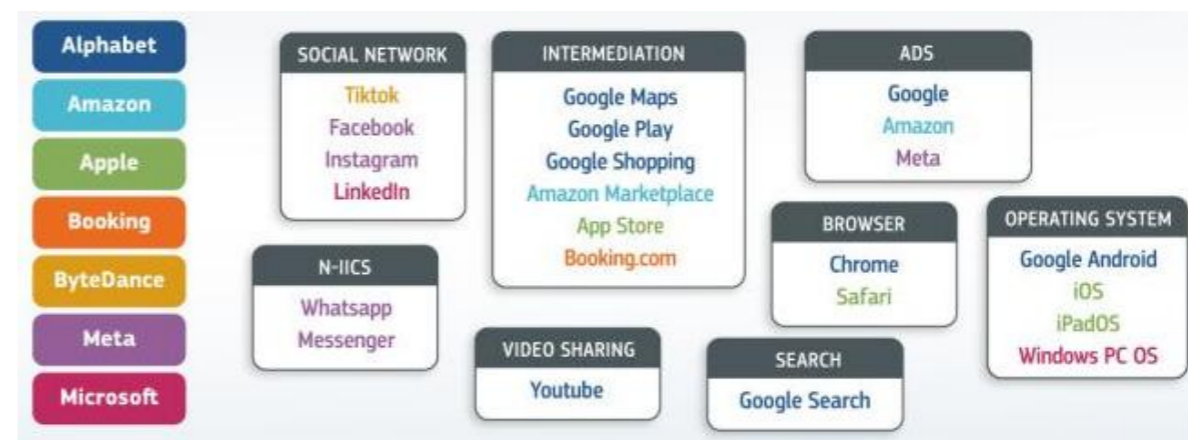 Alphabet
Amazon
Apple
Booking
ByteDance
Meta
Microsoft
SOCIAL NETWORK
Tiktok
Facebook
Instagram
LinkedIn
N-IICS
Whatsapp
Messenger
INTERMEDIATION
Google Maps
Google Play
Google Shopping
Amazon Marketplace
App Store
Booking.com
VIDEO SHARING
Youtube
ADS
Google
Amazon
Meta
BROWSER
Chrome
Safari
SEARCH
Google Search
OPERATING SYSTEM
Google Android
iOS
iPadOS
Windows PC OS